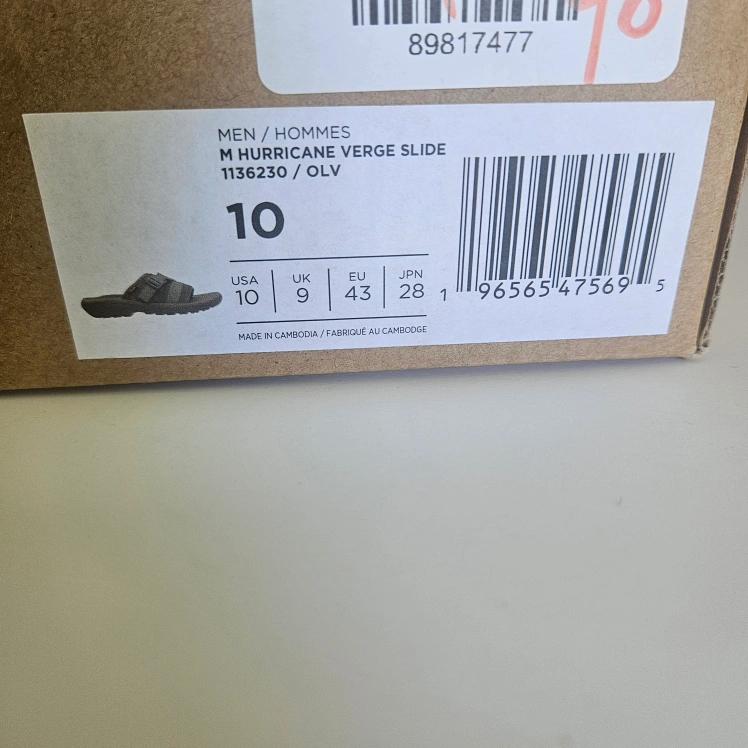 89817477
MEN / HOMMES
M HURRICANE VERGE SLIDE
1136230 / OLV
10
USA UK EU JPN
10 9 43 28
MADE IN CAMBODIA / FABRIQUÉ AU CAMBODGE
1 96565 47569 5